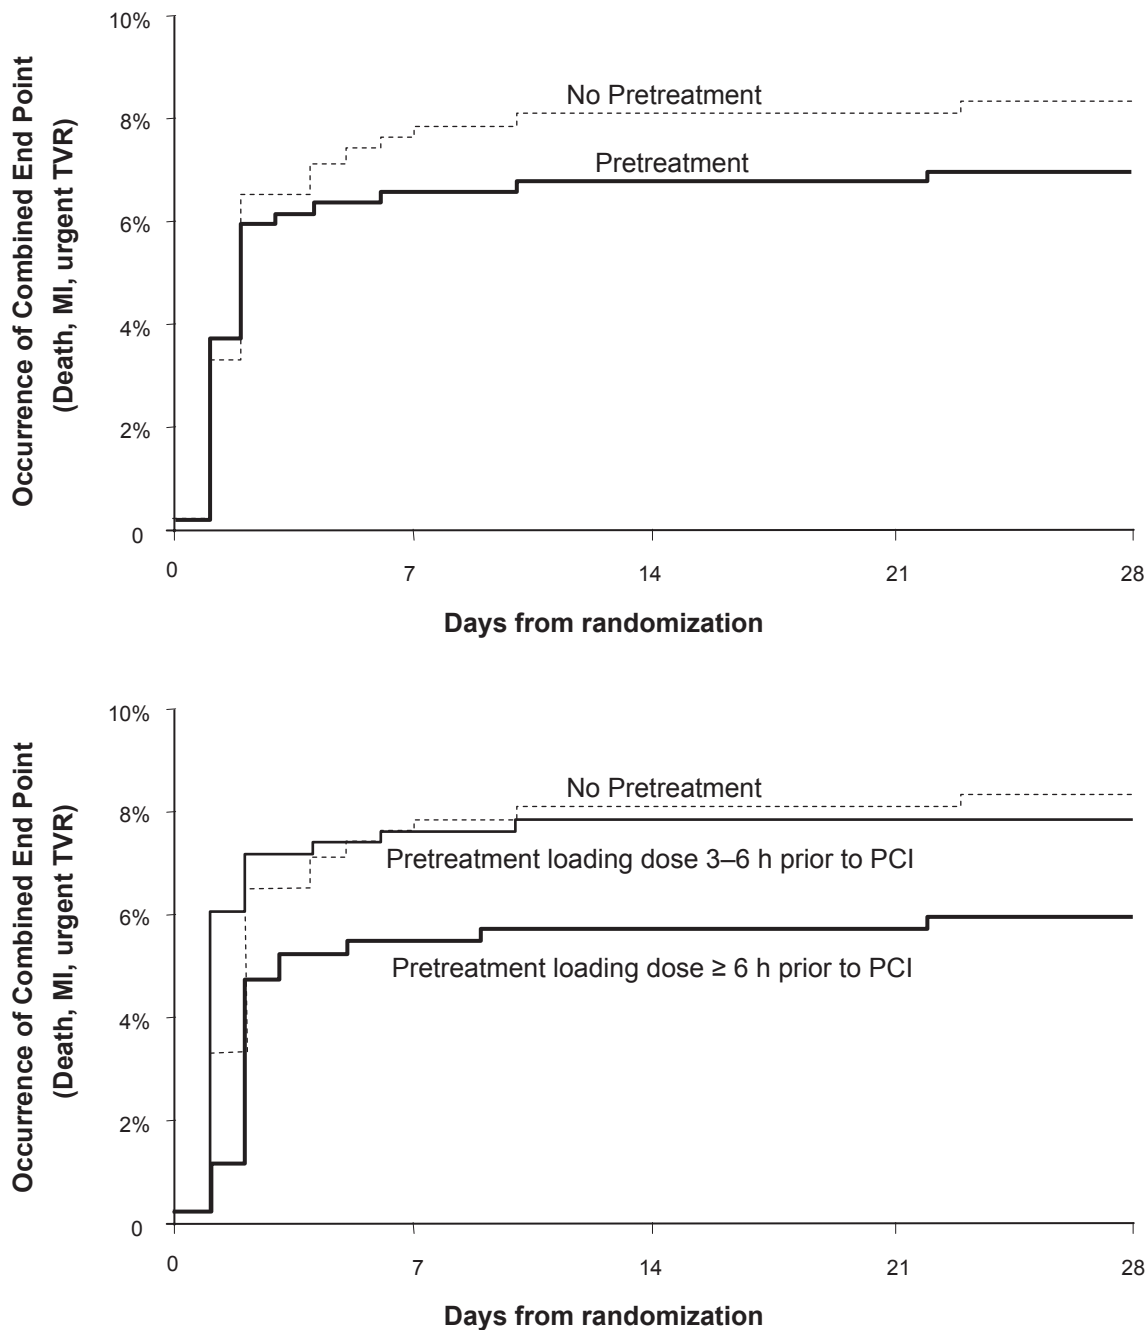 10%
8%
6%
4%
2%
0
Occurrence of Combined End Point
(Death, MI, urgent TVR)
No Pretreatment
Pretreatment
0 7 14 21 28
Days from randomization
10%
8%
6%
4%
2%
0
Occurrence of Combined End Point
(Death, MI, urgent TVR)
No Pretreatment
Pretreatment loading dose 3–6 h prior to PCI
Pretreatment loading dose ≥ 6 h prior to PCI
0 7 14 21 28
Days from randomization